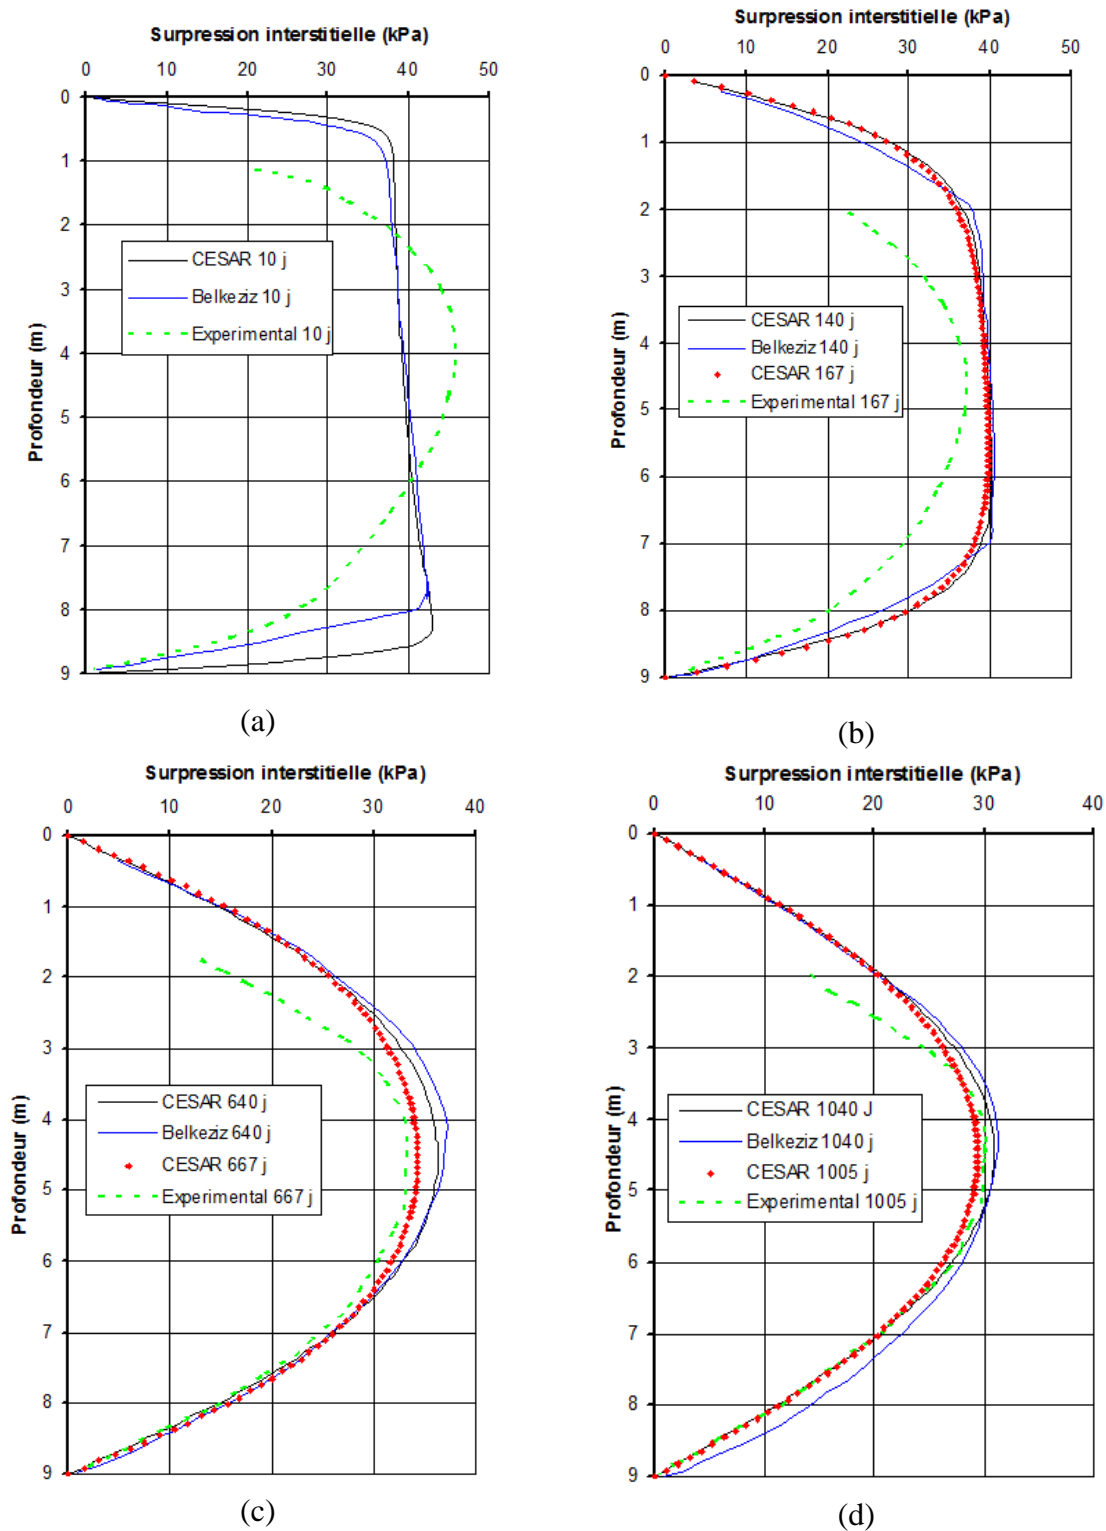 Surpression interstitielle (kPa)
0 10 20 30 40 50
0
1
2
3
4
5
6
7
8
9
Profondeur (m)
CESAR 10 j
Belkeziz 10 j
Experimental 10 j
(a)
Surpression interstitielle (kPa)
0 10 20 30 40 50
0
1
2
3
4
5
6
7
8
9
Profondeur (m)
CESAR 140 j
Belkeziz 140 j
CESAR 167 j
Experimental 167 j
(b)
Surpression interstitielle (kPa)
0 10 20 30 40
0
1
2
3
4
5
6
7
8
9
Profondeur (m)
CESAR 640 j
Belkeziz 640 j
CESAR 667 j
Experimental 667 j
(c)
Surpression interstitielle (kPa)
0 10 20 30 40
0
1
2
3
4
5
6
7
8
9
Profondeur (m)
CESAR 1040 J
Belkeziz 1040 j
CESAR 1005 j
Experimental 1005 j
(d)